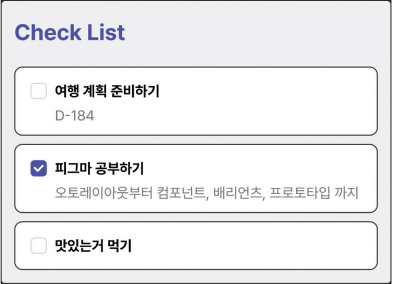 Check List
여행 계획 준비하기
D-184
피그마 공부하기
오토레이아웃부터 컴포넌트, 배리언츠, 프로토타입 까지
맛있는거 먹기